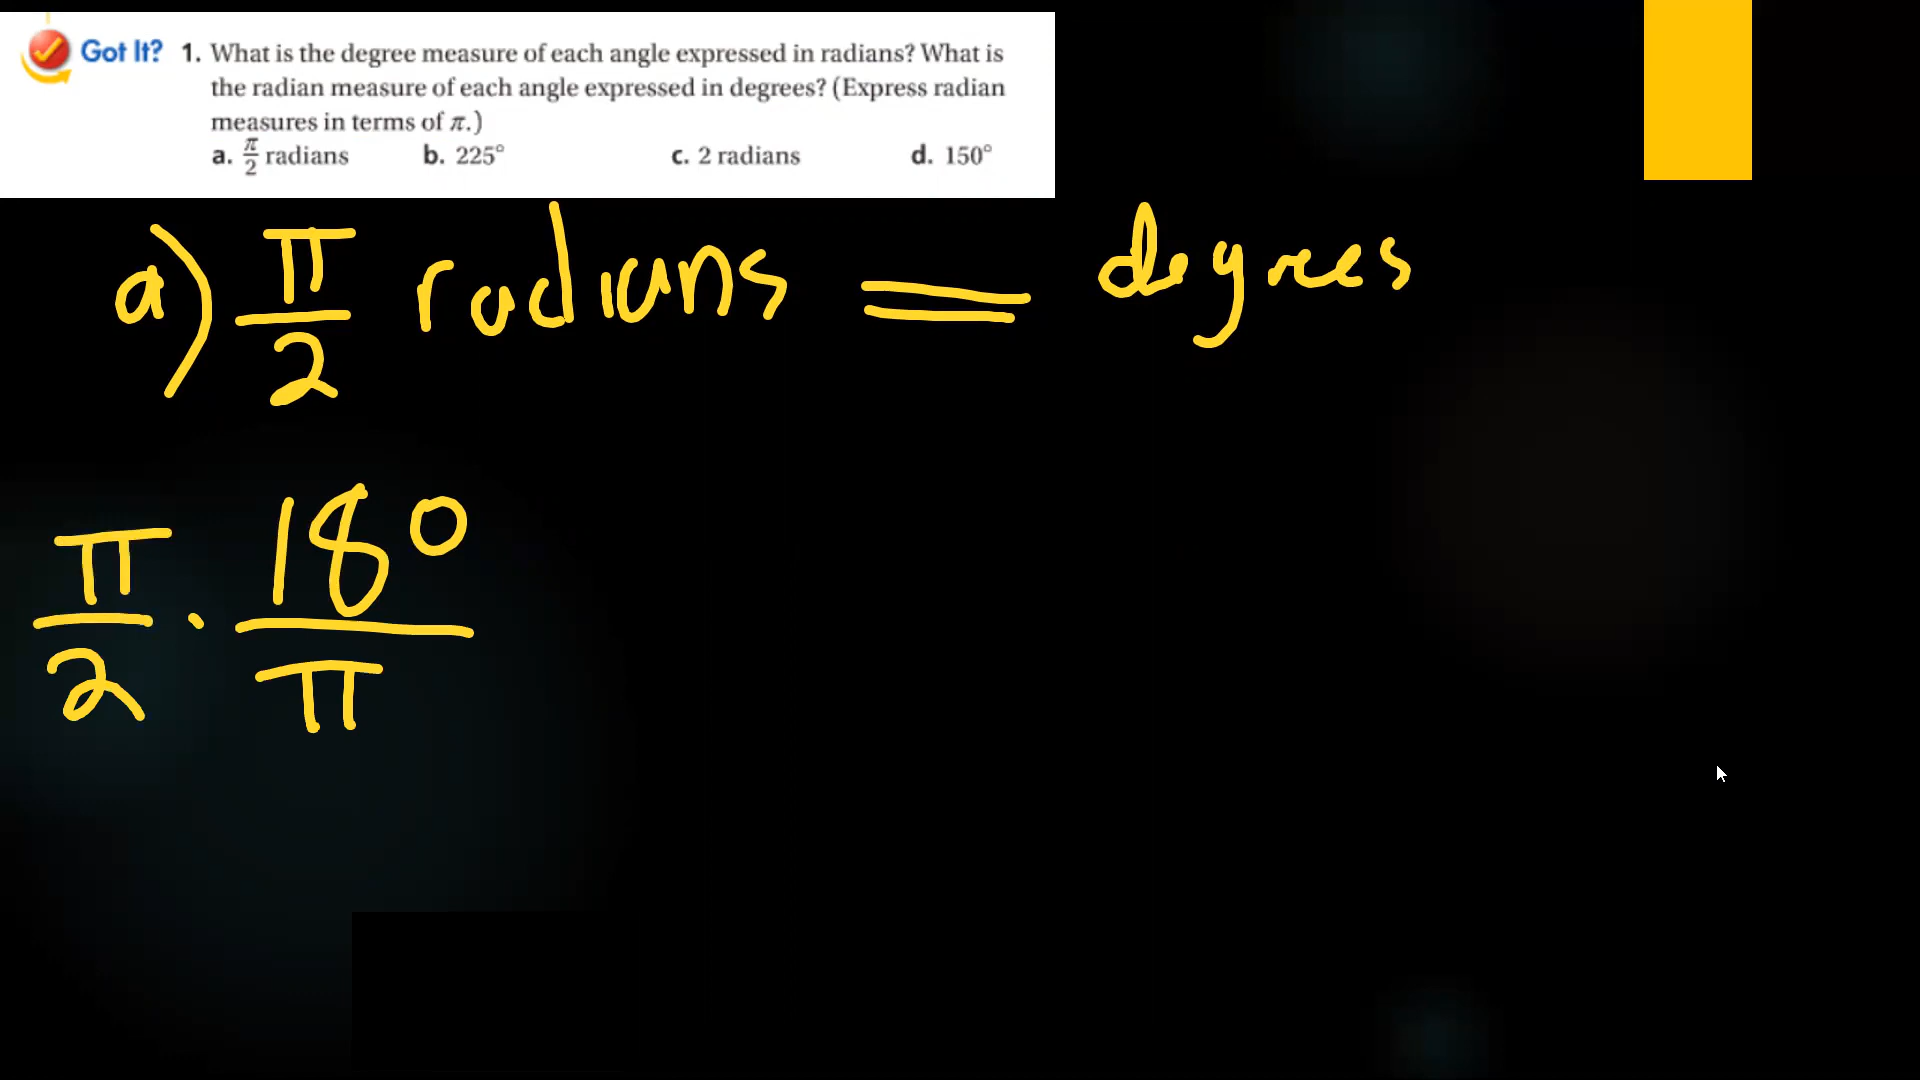 Got It? 1. What is the degree measure of each angle expressed in radians? What is
the radian measure of each angle expressed in degrees? (Express radian
measures in terms of π.)
a. π/2 radians b. 225° c. 2 radians d. 150°
a) π/2 radians = degrees
π/2 · 180/π